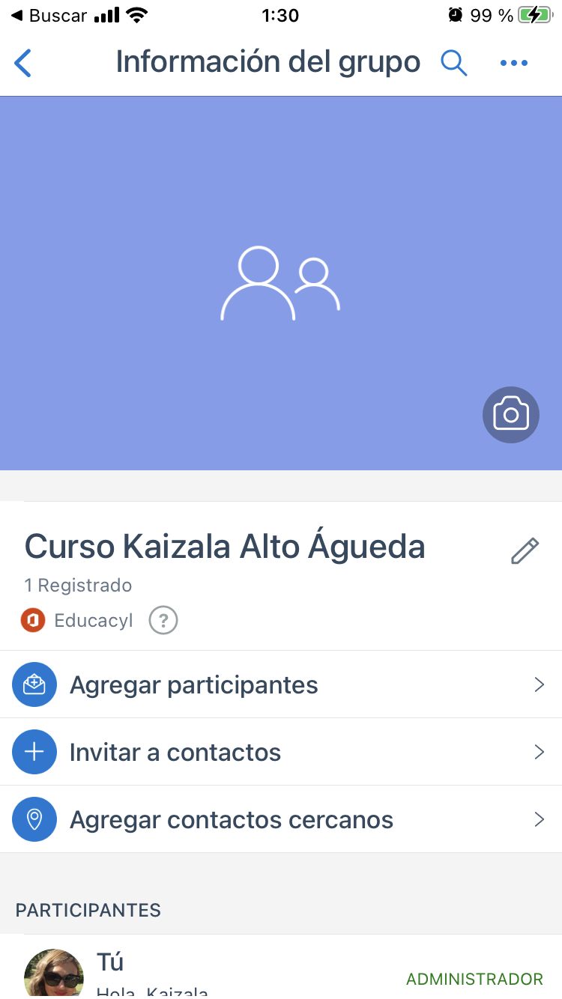 Buscar 1:30 99 %
Información del grupo
Curso Kaizala Alto Águeda
1 Registrado
Educacyl ?
Agregar participantes
Invitar a contactos
Agregar contactos cercanos
PARTICIPANTES
Tú
ADMINISTRADOR
Hola, Kaizala